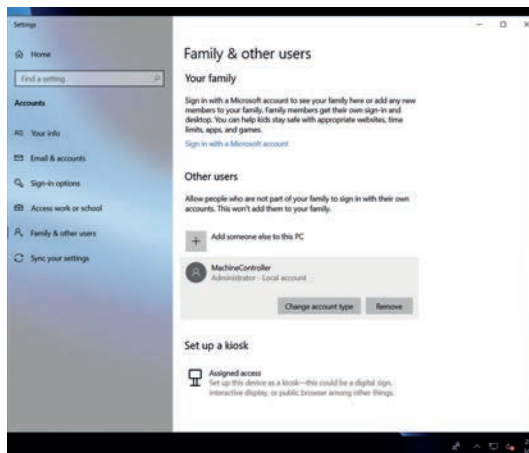 Settings
Home
Find a setting
Accounts
Your info
Email & accounts
Sign-in options
Access work or school
Family & other users
Sync your settings
Family & other users
Your family
Sign in with a Microsoft account to see your family here or add any new
members to your family. Family members get their own sign-in and
desktop. You can help kids stay safe with appropriate websites, time
limits, apps, and games.
Sign in with a Microsoft account
Other users
Allow people who are not part of your family to sign in with their own
accounts. This won't add them to your family.
Add someone else to this PC
MachineController
Administrator - Local account
Change account type
Remove
Set up a kiosk
Assigned access
Set up this device as a kiosk—this could be a digital sign,
interactive display, or public browser among other things.